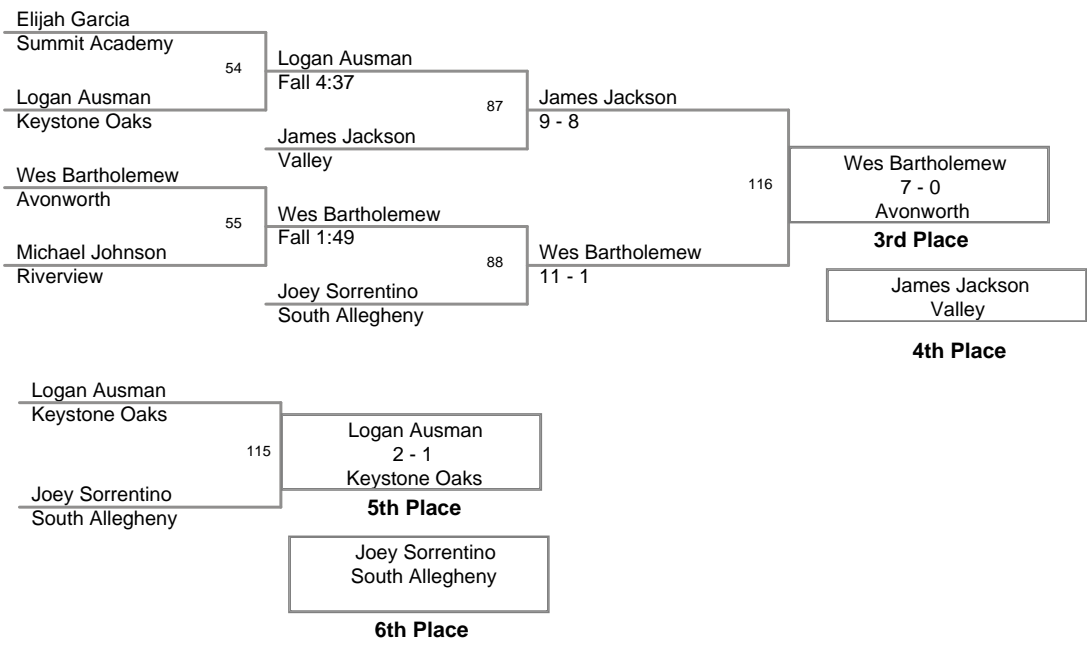 Elijah Garcia
Summit Academy
54
Logan Ausman
Keystone Oaks
Logan Ausman
Fall 4:37
87
James Jackson
Valley
James Jackson
9 - 8
Wes Bartholemew
Avonworth
55
Michael Johnson
Riverview
Wes Bartholemew
Fall 1:49
88
Joey Sorrentino
South Allegheny
Wes Bartholemew
11 - 1
116
Wes Bartholemew
7 - 0
Avonworth
3rd Place
James Jackson
Valley
4th Place
Logan Ausman
Keystone Oaks
115
Joey Sorrentino
South Allegheny
Logan Ausman
2 - 1
Keystone Oaks
5th Place
Joey Sorrentino
South Allegheny
6th Place